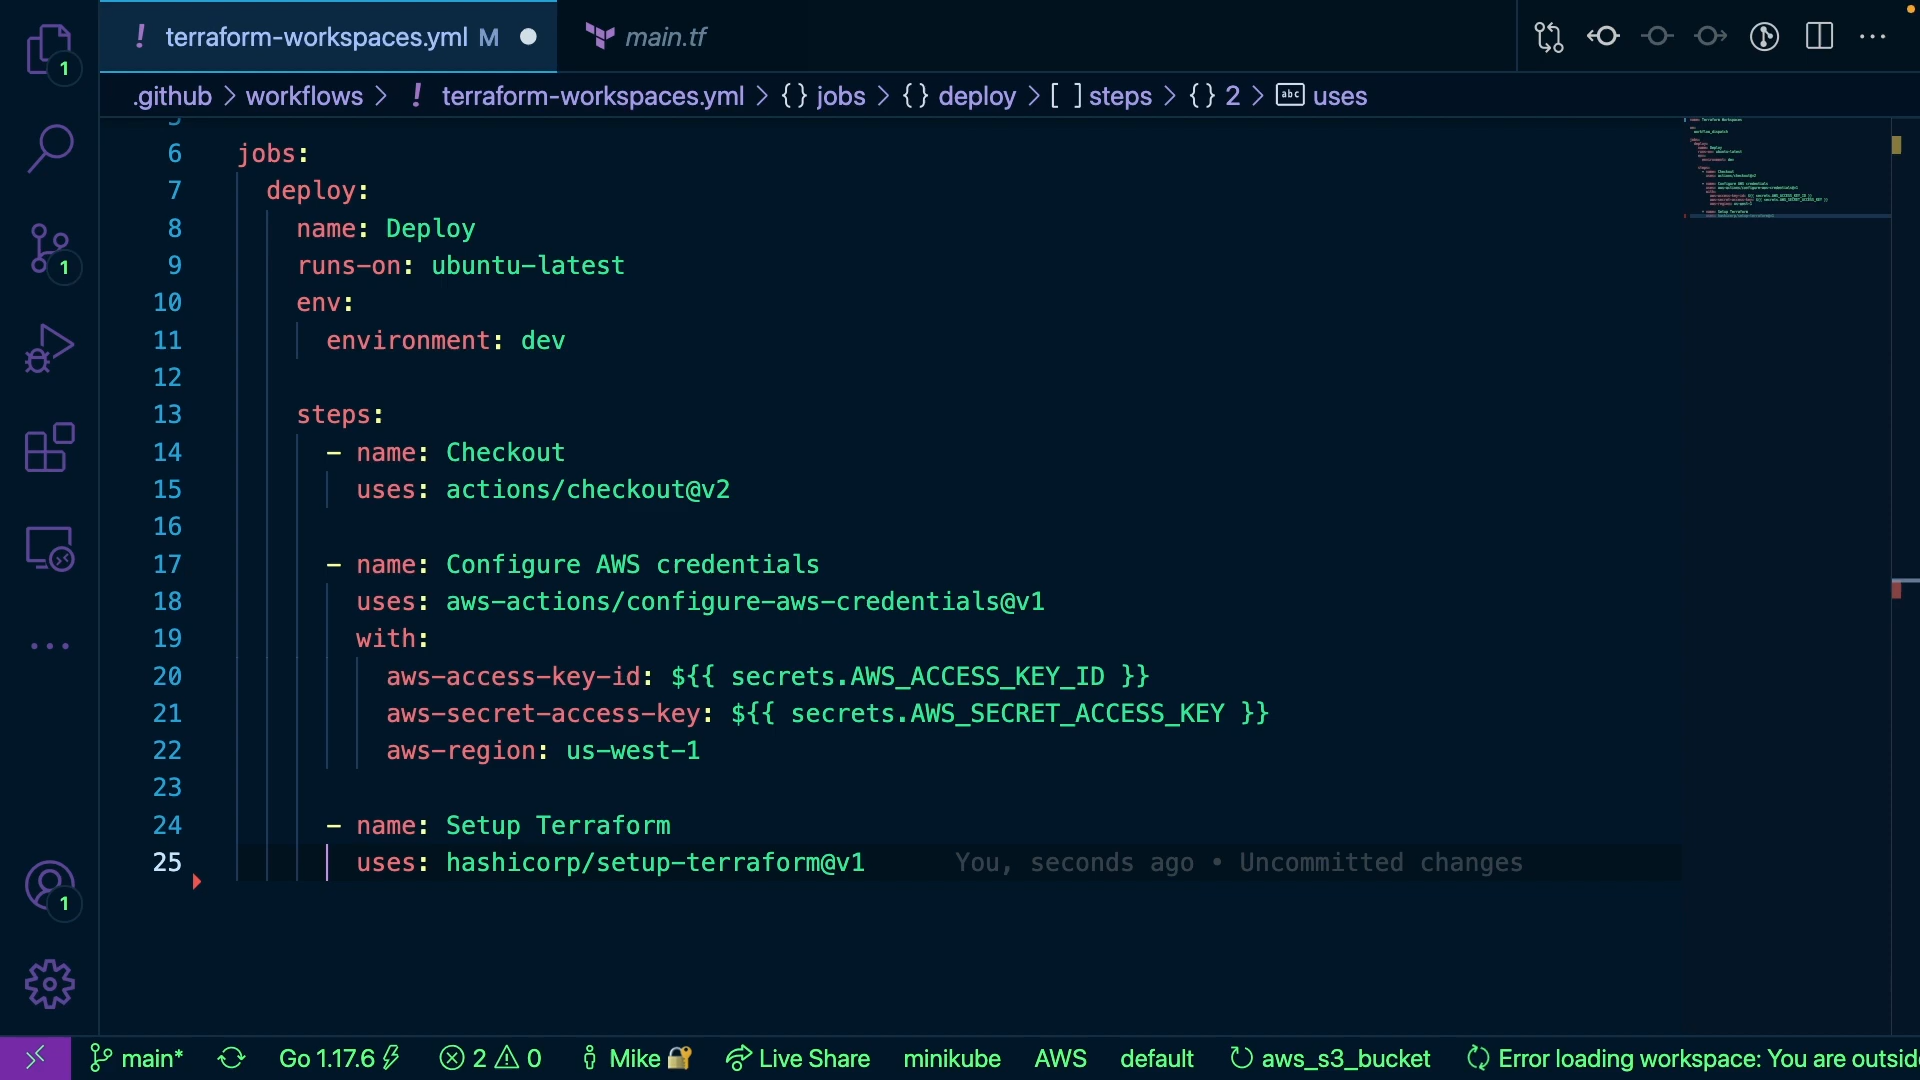 ! terraform-workspaces.yml M main.tf
.github > workflows > ! terraform-workspaces.yml > {} jobs > {} deploy > [ ] steps > {} 2 > abc uses
6 jobs:
7 deploy:
8 name: Deploy
9 runs-on: ubuntu-latest
10 env:
11 environment: dev
12
13 steps:
14 - name: Checkout
15 uses: actions/checkout@v2
16
17 - name: Configure AWS credentials
18 uses: aws-actions/configure-aws-credentials@v1
19 with:
20 aws-access-key-id: ${{ secrets.AWS_ACCESS_KEY_ID }}
21 aws-secret-access-key: ${{ secrets.AWS_SECRET_ACCESS_KEY }}
22 aws-region: us-west-1
23
24 - name: Setup Terraform
25 uses: hashicorp/setup-terraform@v1 You, seconds ago • Uncommitted changes
1
1
1
main* Go 1.17.6 2 0 Mike Live Share minikube AWS default aws_s3_bucket Error loading workspace: You are outsid